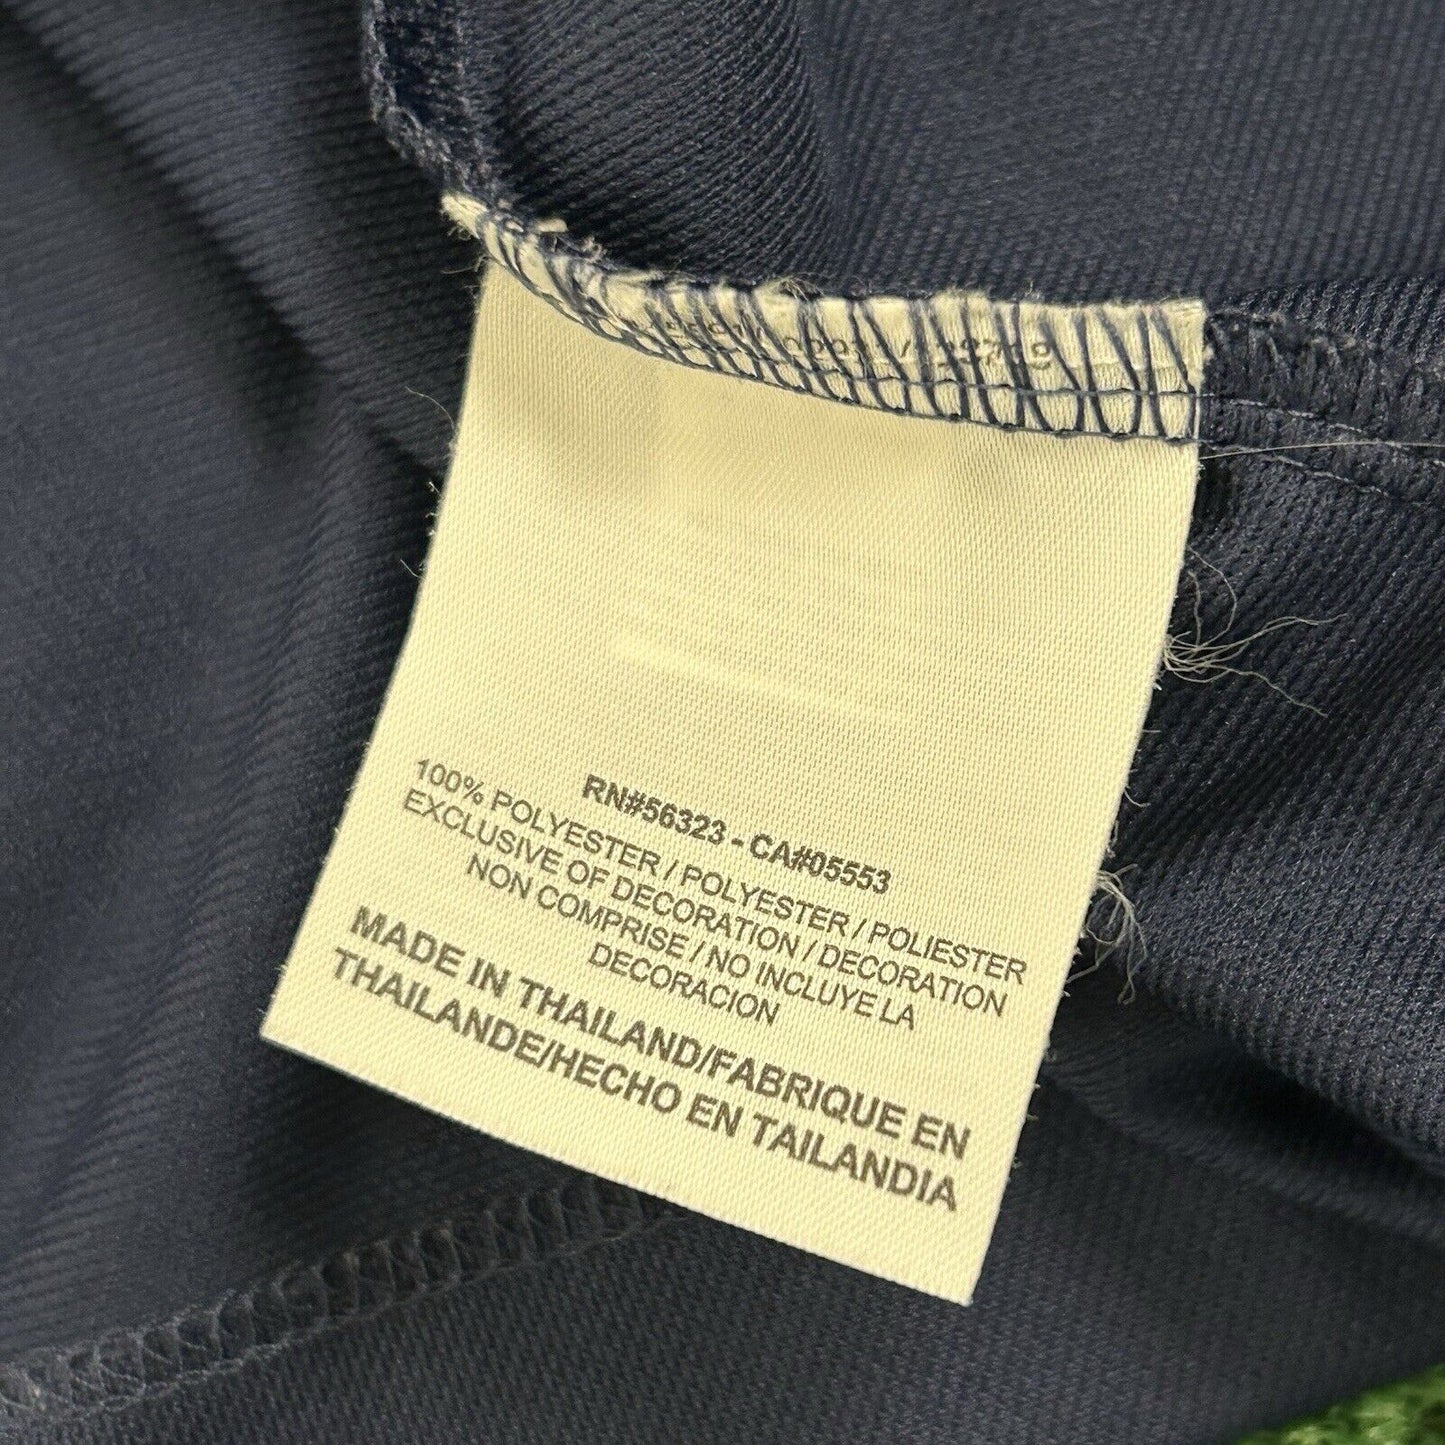 RN#56323 - CA#05553
100% POLYESTER / POLYESTER / POLIESTER
EXCLUSIVE OF DECORATION / DECORATION
NON COMPRISE / NO INCLUYE LA
DECORACION
MADE IN THAILAND/FABRIQUE EN
THAILANDE/HECHO EN TAILANDIA